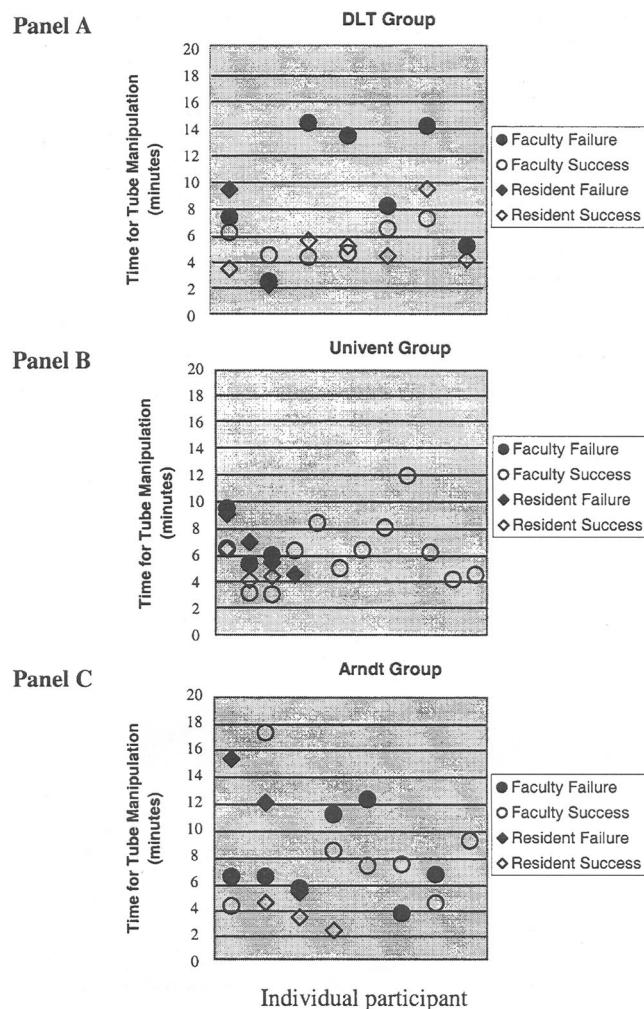 Panel A
DLT Group
Time for Tube Manipulation
(minutes)
20
18
16
14
12
10
8
6
4
2
0
Faculty Failure
Faculty Success
Resident Failure
Resident Success
Panel B
Univent Group
Time for Tube Manipulation
(minutes)
20
18
16
14
12
10
8
6
4
2
0
Faculty Failure
Faculty Success
Resident Failure
Resident Success
Panel C
Arndt Group
Time for Tube Manipulation
(minutes)
20
18
16
14
12
10
8
6
4
2
0
Faculty Failure
Faculty Success
Resident Failure
Resident Success
Individual participant